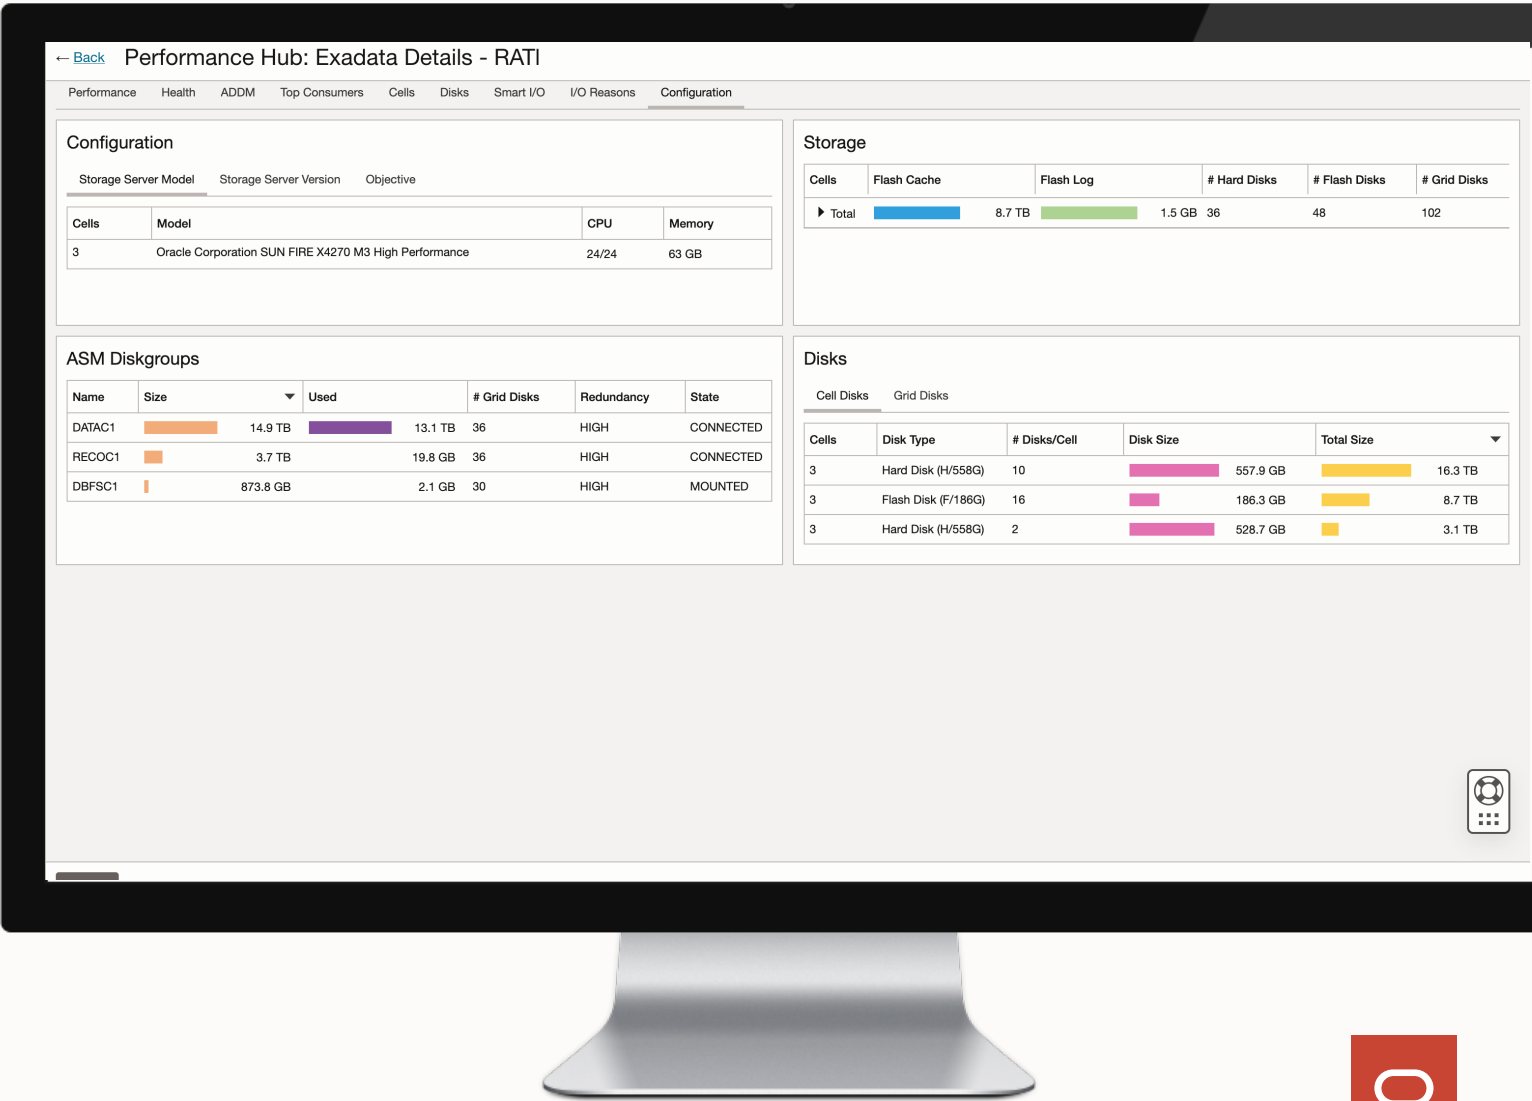 ← Back Performance Hub: Exadata Details - RATI
Performance Health ADDM Top Consumers Cells Disks Smart I/O I/O Reasons Configuration
Configuration
Storage Server Model Storage Server Version Objective
Cells Model CPU Memory
3 Oracle Corporation SUN FIRE X4270 M3 High Performance 24/24 63 GB
Storage
Cells Flash Cache Flash Log # Hard Disks # Flash Disks # Grid Disks
Total 8.7 TB 1.5 GB 36 48 102
ASM Diskgroups
Name Size Used # Grid Disks Redundancy State
DATAC1 14.9 TB 13.1 TB 36 HIGH CONNECTED
RECOC1 3.7 TB 19.8 GB 36 HIGH CONNECTED
DBFSC1 873.8 GB 2.1 GB 30 HIGH MOUNTED
Disks
Cell Disks Grid Disks
Cells Disk Type # Disks/Cell Disk Size Total Size
3 Hard Disk (H/558G) 10 557.9 GB 16.3 TB
3 Flash Disk (F/186G) 16 186.3 GB 8.7 TB
3 Hard Disk (H/558G) 2 528.7 GB 3.1 TB